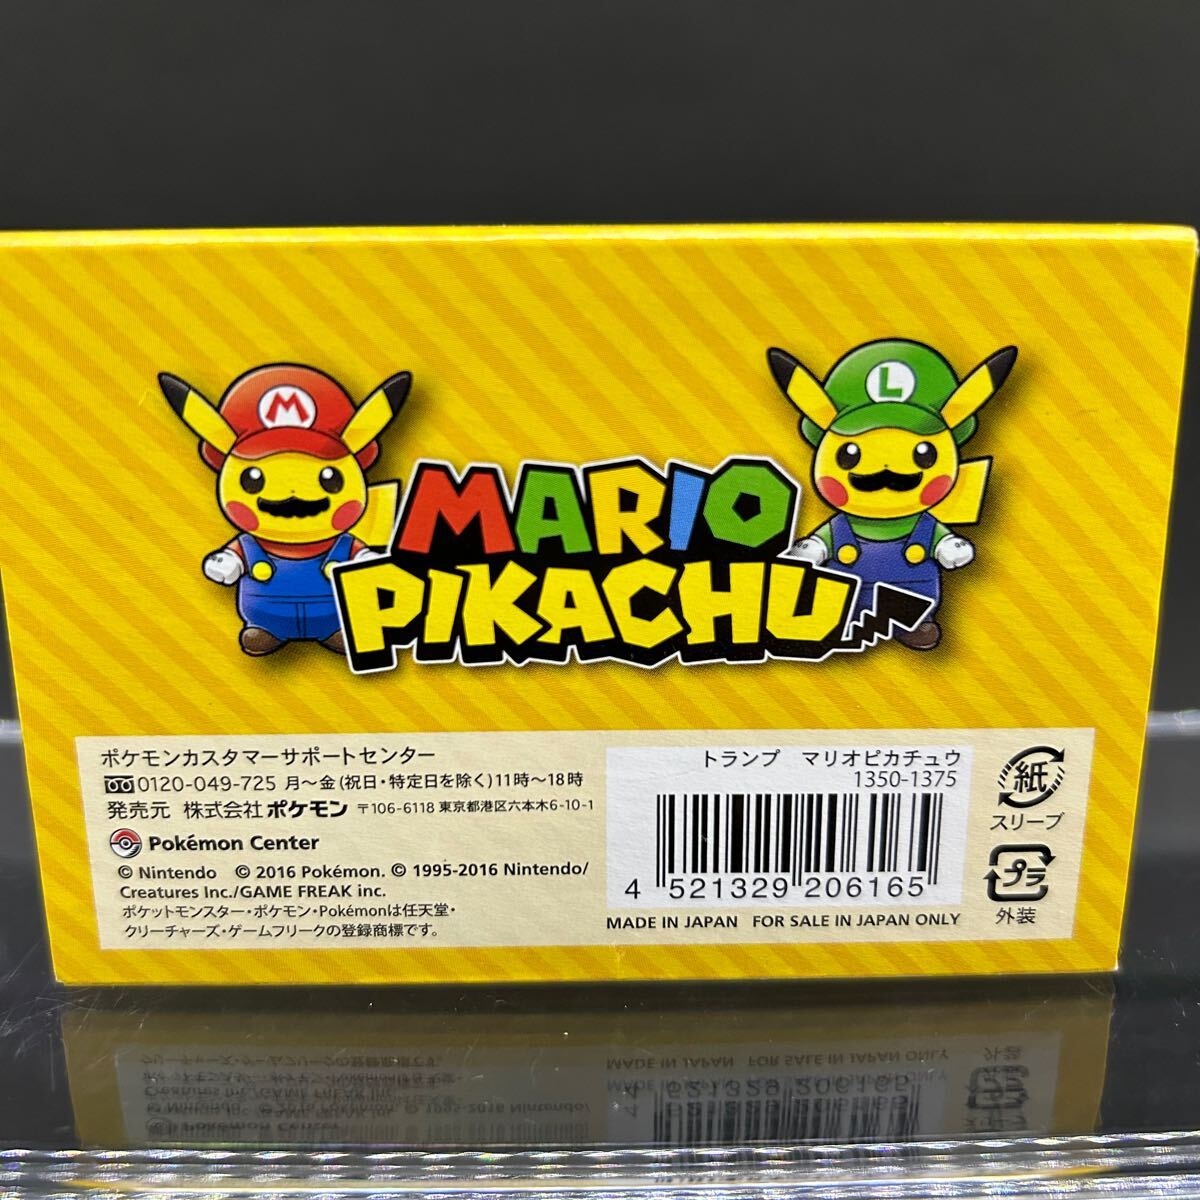 M
L
MARIO
PIKACHU
ポケモンカスタマーサポートセンター
0120-049-725 月〜金(祝日・特定日を除く)11時〜18時
発売元 株式会社ポケモン 〒106-6118 東京都港区六本木6-10-1
Pokémon Center
© Nintendo © 2016 Pokémon. © 1995-2016 Nintendo/
Creatures Inc./GAME FREAK inc.
ポケットモンスター・ポケモン・Pokémonは任天堂・
クリーチャーズ・ゲームフリークの登録商標です。
トランプ マリオピカチュウ
1350-1375
4 521329 206165
MADE IN JAPAN FOR SALE IN JAPAN ONLY
紙
スリーブ
プラ
外装